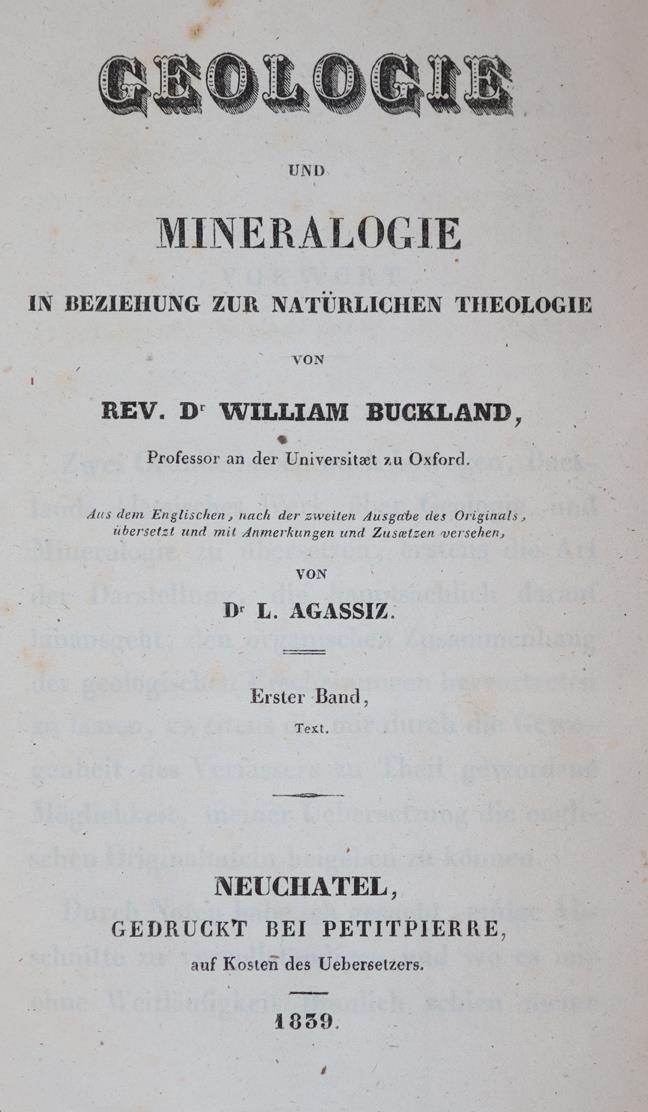 GEOLOGIE
UND
MINERALOGIE
IN BEZIEHUNG ZUR NATÜRLICHEN THEOLOGIE
VON
REV. Dr WILLIAM BUCKLAND,
Professor an der Universitæt zu Oxford.
Aus dem Englischen, nach der zweiten Ausgabe des Originals,
übersetzt und mit Anmerkungen und Zusætzen versehen,
VON
Dr L. AGASSIZ.
Erster Band,
Text.
NEUCHATEL,
GEDRUCKT BEI PETITPIERRE,
auf Kosten des Uebersetzers.
1839.